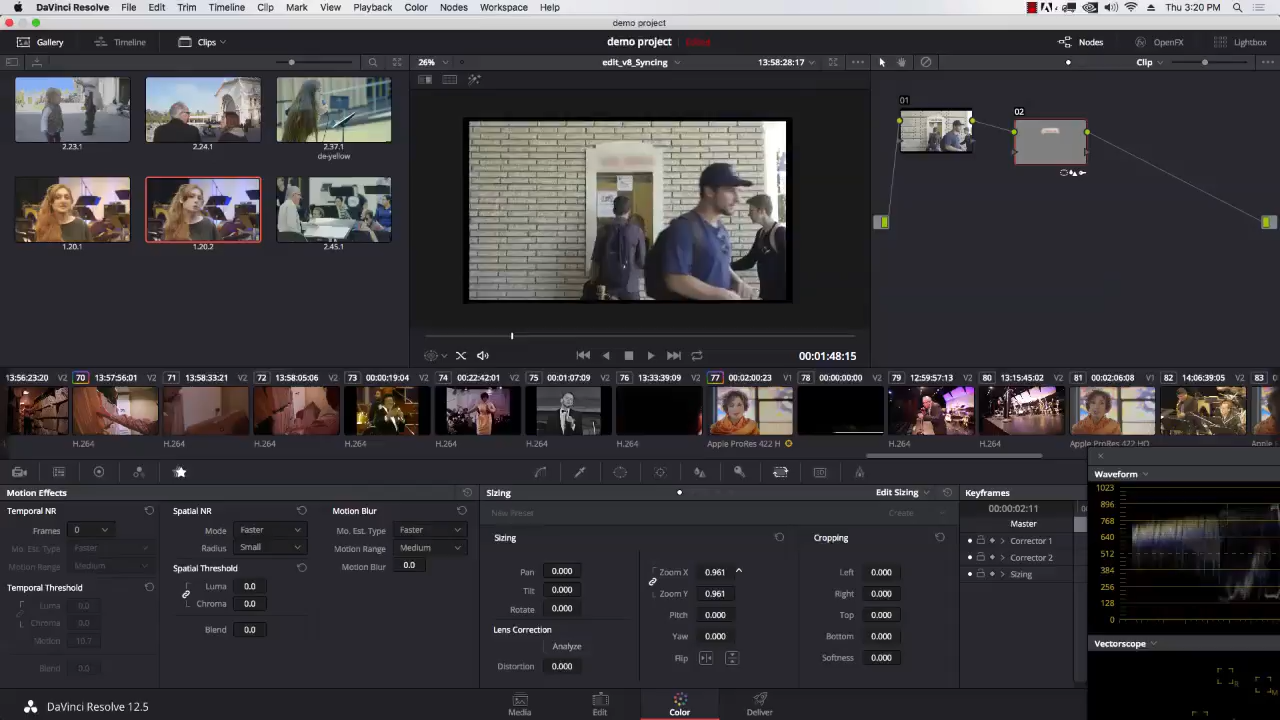 DaVinci Resolve File Edit Trim Timeline Clip Mark View Playback Color Nodes Workspace Help Thu 3:20 PM
demo project
Gallery Timeline Clips demo project Edited Nodes OpenFX Lightbox
26% edit_v8_Syncing 13:58:28:17 Clip
01
02
2.23.1 2.24.1 2.37.1
de-yellow
1.20.1 1.20.2 2.45.1
00:01:48:15
13:56:23:20 V2 70 13:57:56:01 V2 71 13:58:33:21 V2 72 13:58:05:06 V2 73 00:00:19:04 V2 74 00:22:42:01 V2 75 00:01:07:09 V2 76 13:33:39:09 V2 77 00:02:00:23 V1 78 00:00:00:00 V2 79 12:59:57:13 V2 80 13:15:45:02 V2 81 00:02:06:08 V2 82 14:06:39:05 V2 83
H.264 H.264 H.264 H.264 H.264 H.264 H.264 Apple ProRes 422 H H.264 H.264 Apple ProRes 422 HQ H.264
Waveform
Motion Effects Sizing Edit Sizing Keyframes
Temporal NR Spatial NR Motion Blur New Preset Create 00:00:02:11
Frames 0 Mode Faster Mo. Est. Type Faster Sizing Cropping Master
Mo. Est. Type Faster Radius Small Motion Range Medium Corrector 1
Motion Range Medium Spatial Threshold Motion Blur 0.0 Pan 0.000 Zoom X 0.961 Left 0.000 Corrector 2
Temporal Threshold Luma 0.0 Tilt 0.000 Zoom Y 0.961 Right 0.000 Sizing
Luma 0.0 Chroma 0.0 Rotate 0.000 Pitch 0.000 Top 0.000
Chroma 0.0 Blend 0.0 Lens Correction Yaw 0.000 Bottom 0.000
Motion 10.7 Analyze Flip Softness 0.000
Blend 0.0 Distortion 0.000
1023
896
768
640
512
384
256
128
0
Vectorscope
R
M
DaVinci Resolve 12.5 Media Edit Color Deliver